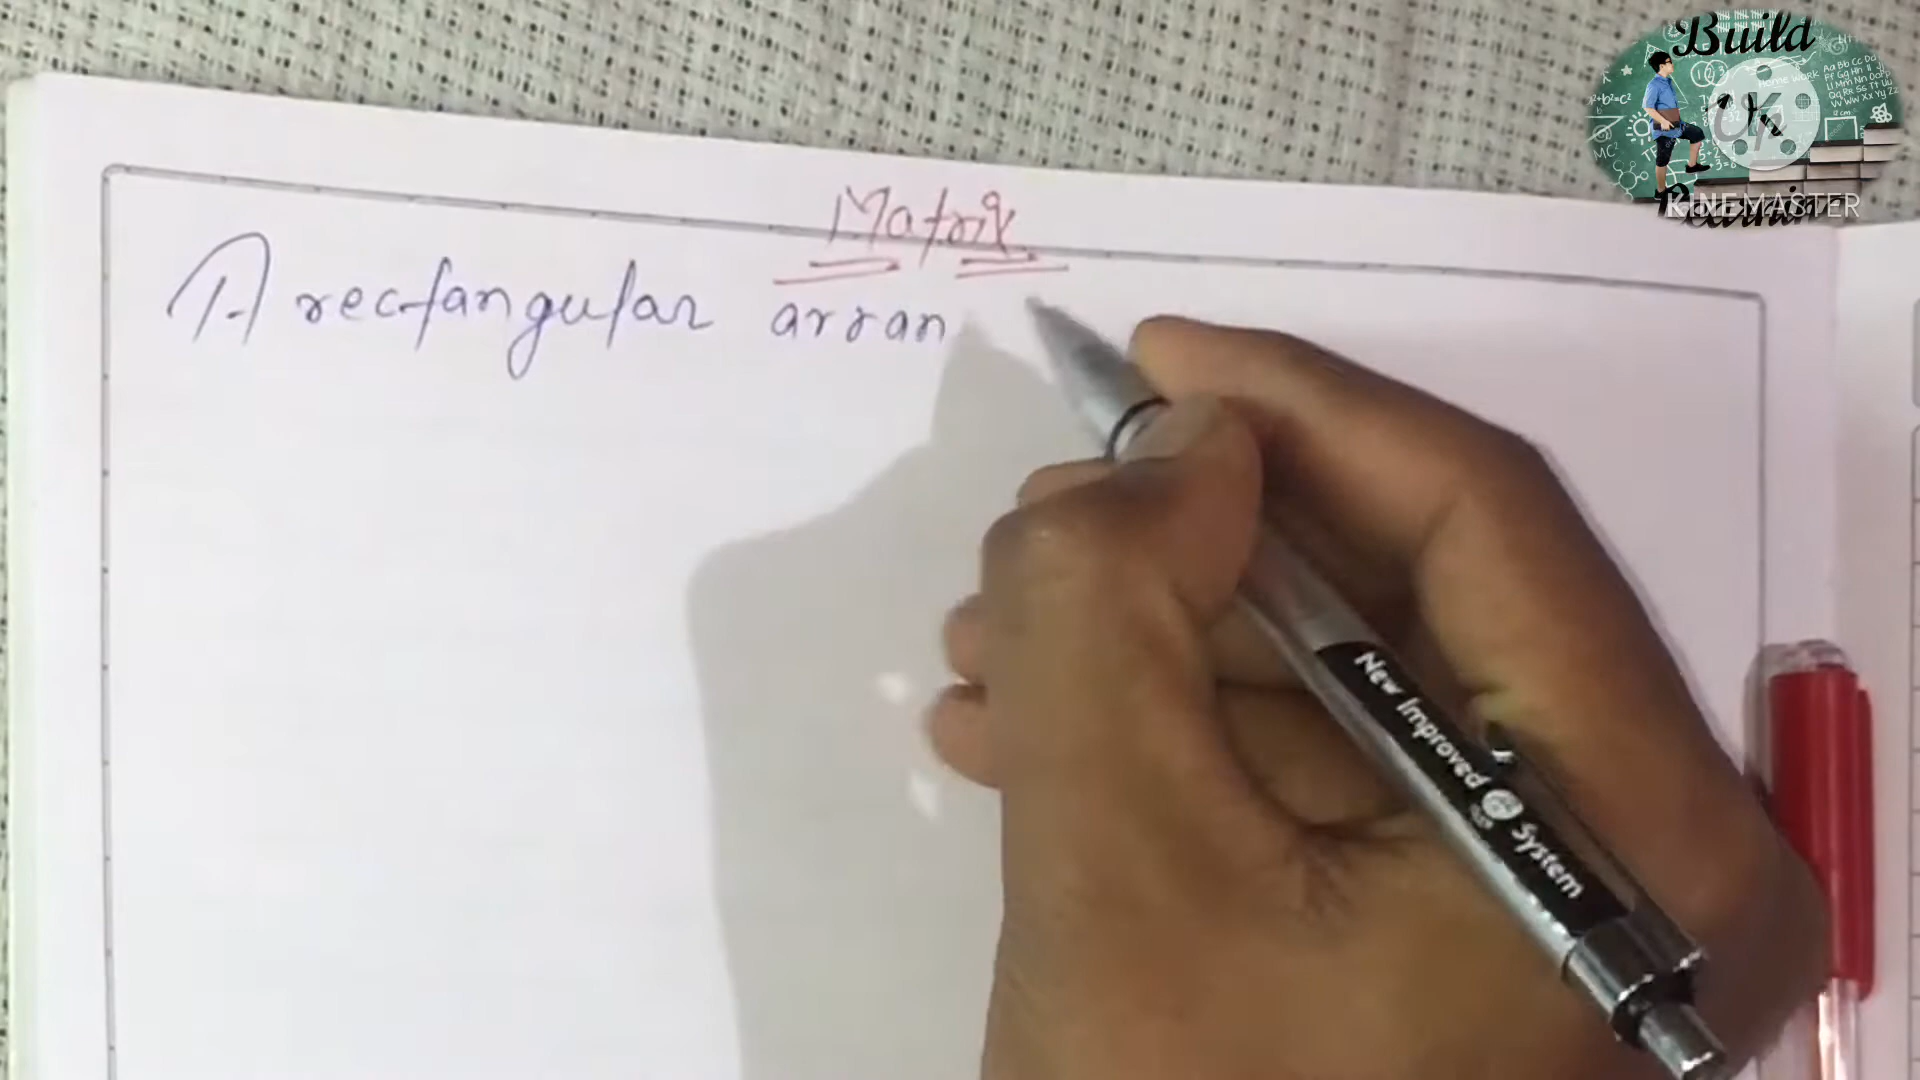 Build
KINEMASTER
Matrix
A rectangular arran
New Improved System